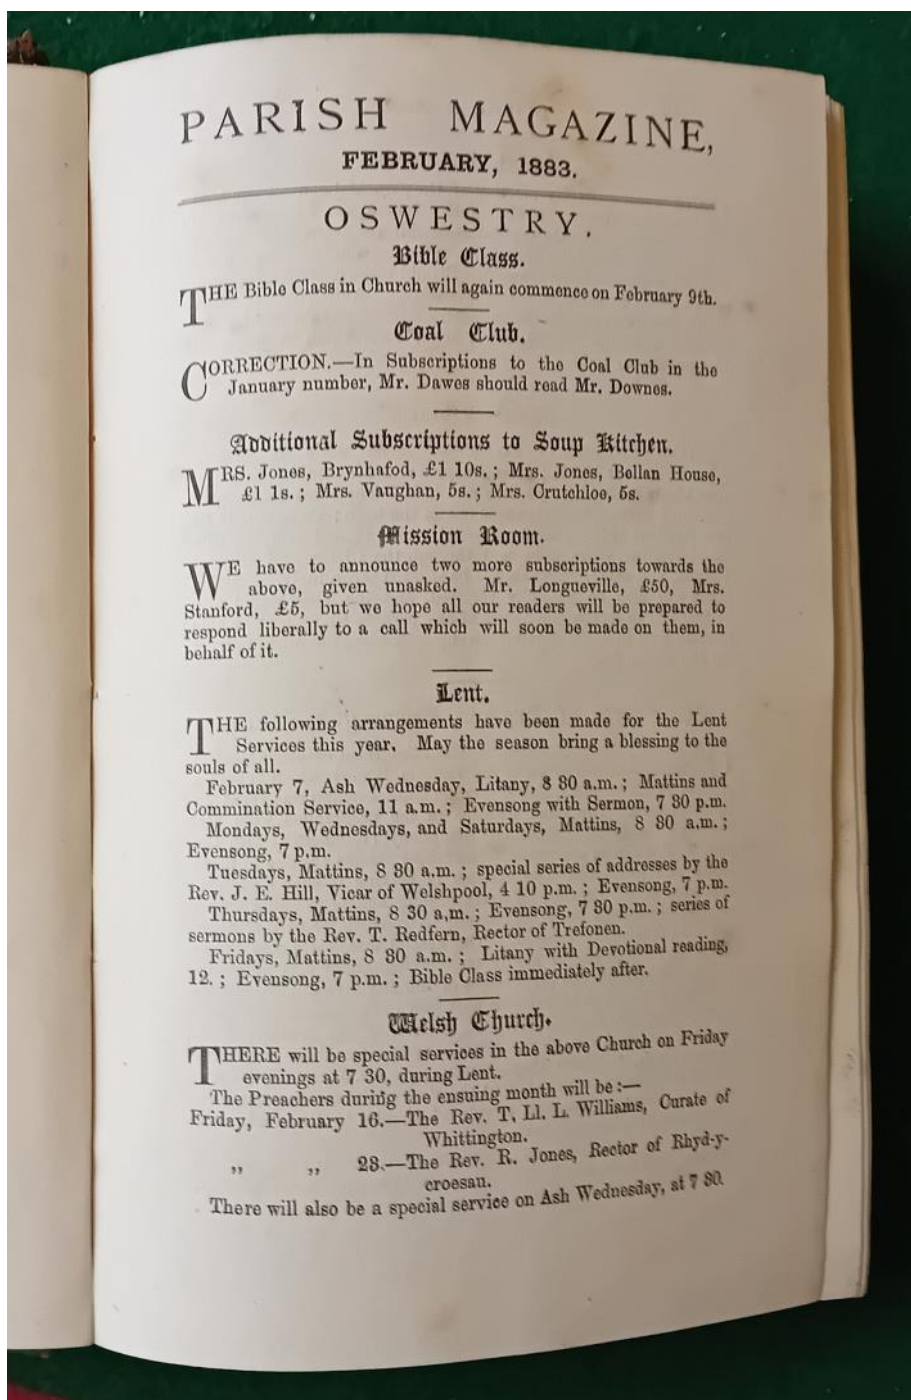 PARISH MAGAZINE,
FEBRUARY, 1883.
OSWESTRY.
Bible Class.
THE Bible Class in Church will again commence on February 9th.
Coal Club.
CORRECTION.—In Subscriptions to the Coal Club in the
January number, Mr. Dawes should read Mr. Downes.
Additional Subscriptions to Soup Kitchen.
MRS. Jones, Brynhafod, £1 10s.; Mrs. Jones, Bellan House,
£1 1s.; Mrs. Vaughan, 5s.; Mrs. Crutchloe, 5s.
Mission Room.
WE have to announce two more subscriptions towards the
above, given unasked. Mr. Longueville, £50, Mrs.
Stanford, £5, but we hope all our readers will be prepared to
respond liberally to a call which will soon be made on them, in
behalf of it.
Lent.
THE following arrangements have been made for the Lent
Services this year. May the season bring a blessing to the
souls of all.
February 7, Ash Wednesday, Litany, 8 30 a.m.; Mattins and
Commination Service, 11 a.m.; Evensong with Sermon, 7 30 p.m.
Mondays, Wednesdays, and Saturdays, Mattins, 8 30 a.m.;
Evensong, 7 p.m.
Tuesdays, Mattins, 8 30 a.m.; special series of addresses by the
Rev. J. E. Hill, Vicar of Welshpool, 4 10 p.m.; Evensong, 7 p.m.
Thursdays, Mattins, 8 30 a.m.; Evensong, 7 30 p.m.; series of
sermons by the Rev. T. Redfern, Rector of Trefonen.
Fridays, Mattins, 8 30 a.m.; Litany with Devotional reading,
12.; Evensong, 7 p.m.; Bible Class immediately after.
Welsh Church.
THERE will be special services in the above Church on Friday
evenings at 7 30, during Lent.
The Preachers during the ensuing month will be:—
Friday, February 16.—The Rev. T. Ll. L. Williams, Curate of
Whittington.
„ „ 23.—The Rev. R. Jones, Rector of Rhyd-y-
croesau.
There will also be a special service on Ash Wednesday, at 7 30.